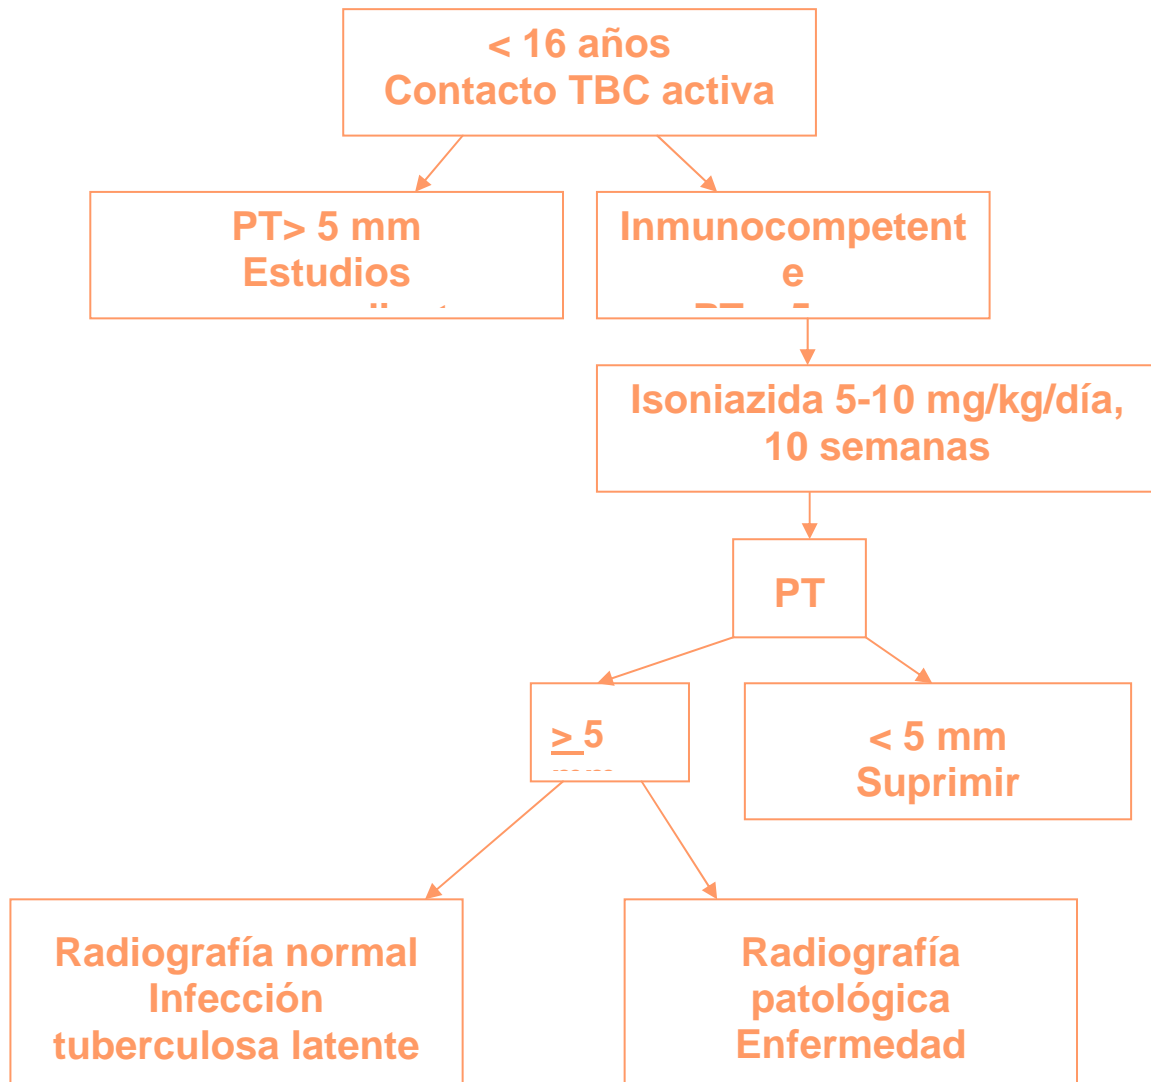 < 16 años
Contacto TBC activa
PT> 5 mm
Estudios
Inmunocompetent
e
Isoniazida 5-10 mg/kg/día,
10 semanas
PT
≥ 5
< 5 mm
Suprimir
Radiografía normal
Infección
tuberculosa latente
Radiografía
patológica
Enfermedad